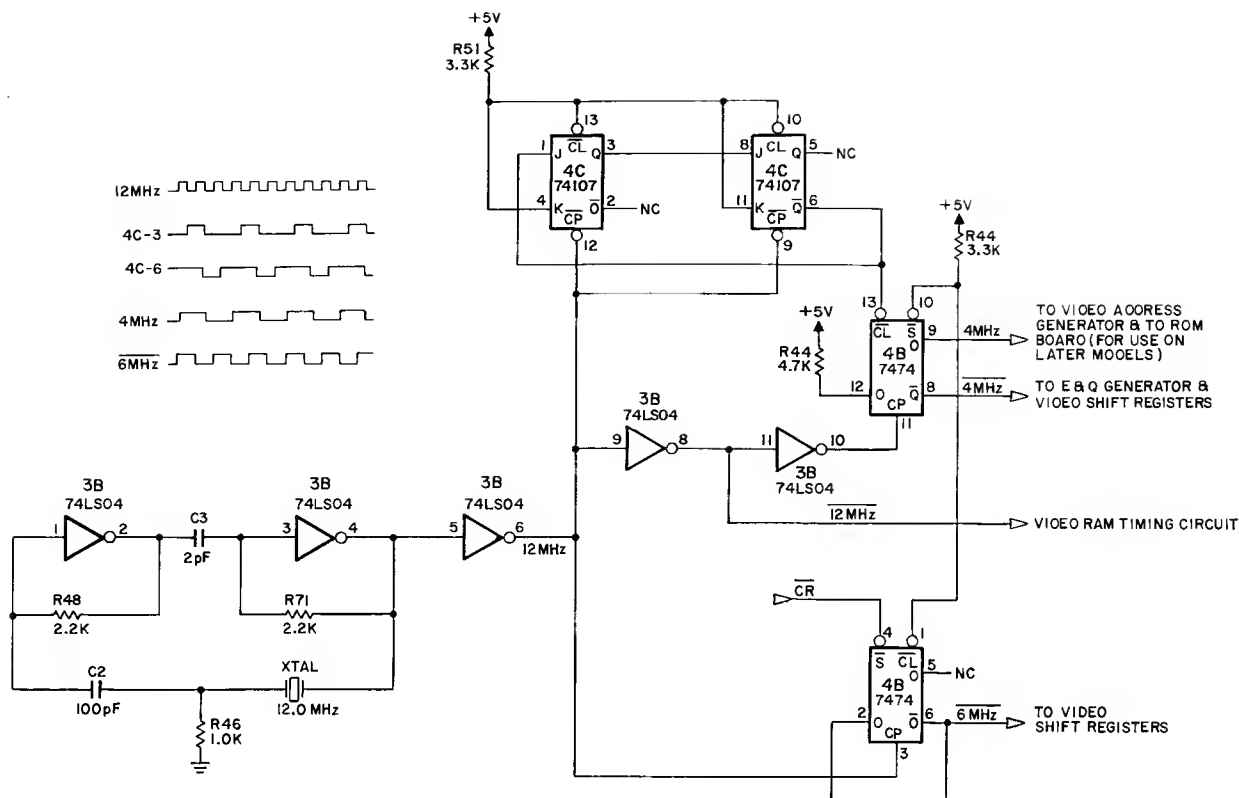 +5V
R51
3.3K
13
10
1
J
CL
Q
3
8
J
CL
Q
5
NC
4C
74107
4C
74107
4
K
CP
O
2
NC
11
K
CP
Q
6
12
9
12MHz
4C-3
4C-6
4MHz
6MHz
+5V
R44
3.3K
13
10
CL
S
O
9
4MHz
TO VIDEO AODRESS
GENERATOR & TO ROM
BOARD (FOR USE ON
LATER MOOELS)
+5V
R44
4.7K
4B
7474
12
O
CP
Q
8
4MHz
TO E & Q GENERATOR &
VIDEO SHIFT REGISTERS
11
3B
74LS04
9
8
11
10
3B
74LS04
12MHz
VIDEO RAM TIMING CIRCUIT
3B
74LS04
1
2
C3
2pF
3B
74LS04
3
4
3B
74LS04
5
6
12MHz
R48
2.2K
R71
2.2K
C2
100pF
XTAL
12.0 MHz
R46
1.0K
CR
4
1
S
CL
O
5
NC
4B
7474
2
O
CP
O
6
6MHz
TO VIDEO
SHIFT REGISTERS
3